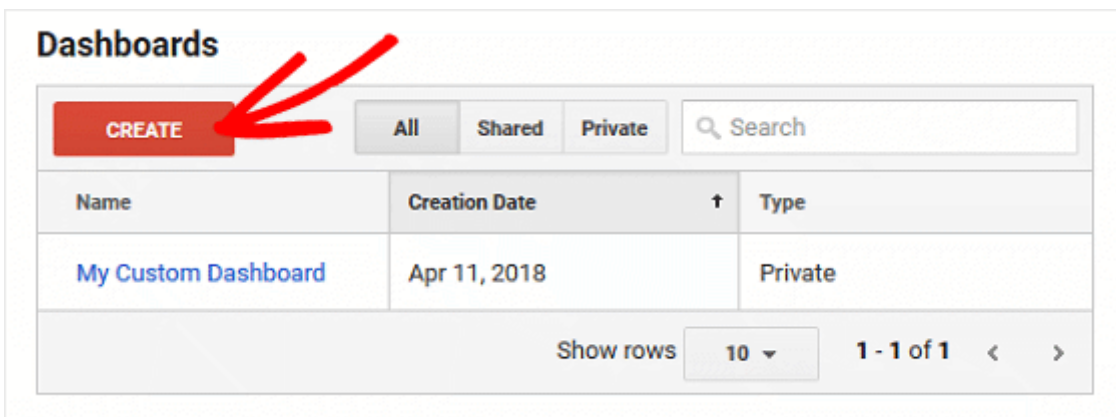 Dashboards
CREATE All Shared Private Search
Name Creation Date Type
My Custom Dashboard Apr 11, 2018 Private
Show rows 10 1 - 1 of 1